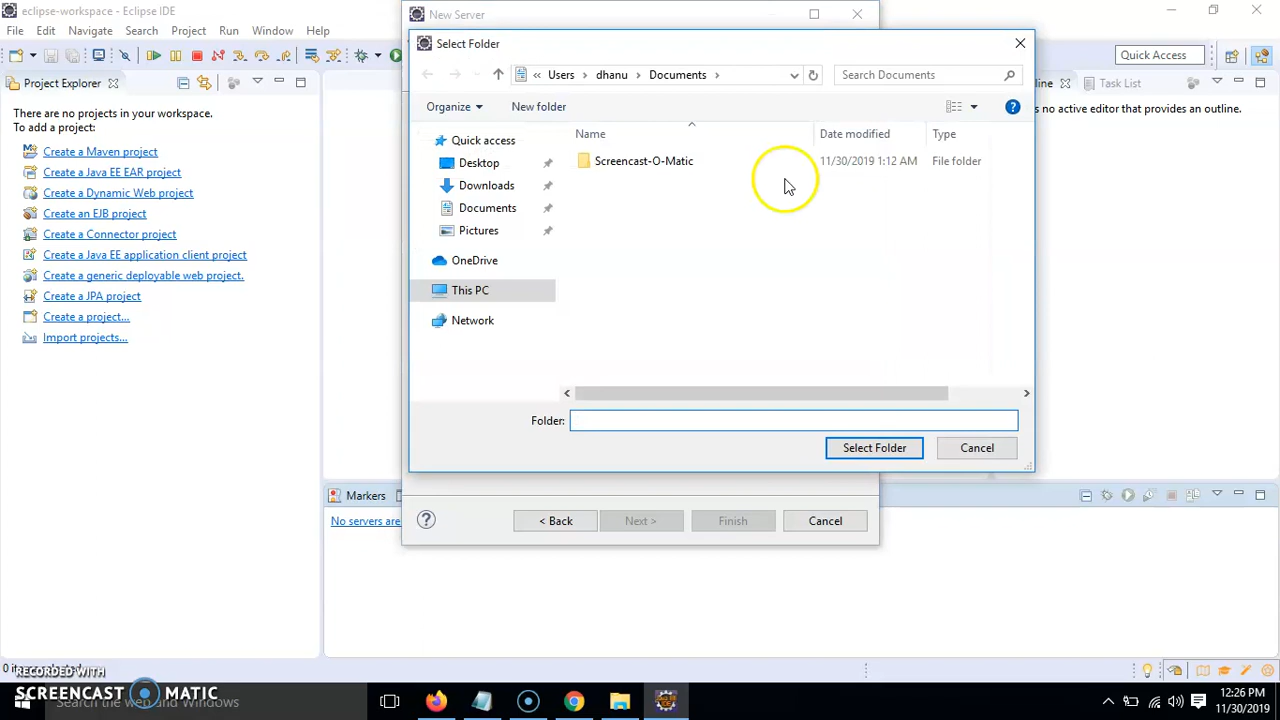 eclipse-workspace - Eclipse IDE
File Edit Navigate Search Project Run Window Help
Quick Access
Project Explorer
There are no projects in your workspace.
To add a project:
Create a Maven project
Create a Java EE EAR project
Create a Dynamic Web project
Create an EJB project
Create a Connector project
Create a Java EE application client project
Create a generic deployable web project.
Create a JPA project
Create a project...
Import projects...
New Server
Select Folder
« Users › dhanu › Documents ›
Search Documents
Organize
New folder
Quick access
Desktop
Downloads
Documents
Pictures
OneDrive
This PC
Network
Name Date modified Type
Screencast-O-Matic 11/30/2019 1:12 AM File folder
Folder:
Select Folder Cancel
< Back Next > Finish Cancel
Task List
no active editor that provides an outline.
Markers
No servers are
RECORDED WITH
SCREENCAST MATIC
Search the web and Windows
12:26 PM
11/30/2019